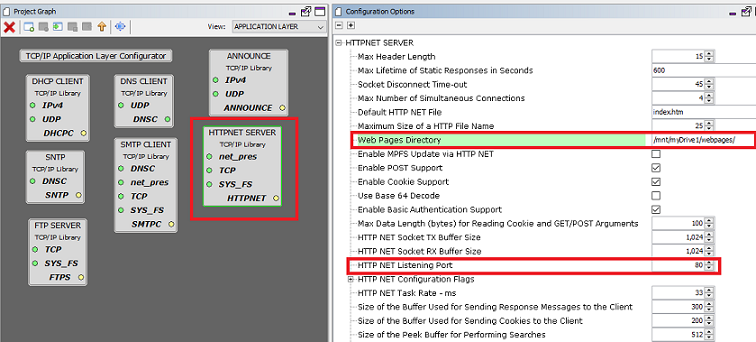 Project Graph
View: APPLICATION LAYER
TCP/IP Application Layer Configurator
ANNOUNCE
TCP/IP Library
IPv4
UDP
ANNOUNCE
DHCP CLIENT
TCP/IP Library
IPv4
UDP
DHCPC
DNS CLIENT
TCP/IP Library
UDP
DNSC
HTTPNET SERVER
TCP/IP Library
net_pres
TCP
SYS_FS
HTTPNET
SNTP
TCP/IP Library
DNSC
SNTP
SMTP CLIENT
TCP/IP Library
DNSC
net_pres
TCP
SYS_FS
SMTPC
FTP SERVER
TCP/IP Library
TCP
SYS_FS
FTPS
Configuration Options
HTTPNET SERVER
Max Header Length 15
Max Lifetime of Static Responses in Seconds 600
Socket Disconnect Time-out 45
Max Number of Simultaneous Connections 4
Default HTTP NET File index.htm
Maximum Size of a HTTP File Name 25
Web Pages Directory /mnt/myDrive1/webpages/
Enable MPFS Update via HTTP NET
Enable POST Support
Enable Cookie Support
Use Base 64 Decode
Enable Basic Authentication Support
Max Data Length (bytes) for Reading Cookie and GET/POST Arguments 100
HTTP NET Socket TX Buffer Size 1,024
HTTP NET Socket RX Buffer Size 1,024
HTTP NET Listening Port 80
HTTP NET Configuration Flags
HTTP NET Task Rate - ms 33
Size of the Buffer Used for Sending Response Messages to the Client 300
Size of the Buffer Used for Sending Cookies to the Client 200
Size of the Peek Buffer for Performing Searches 512